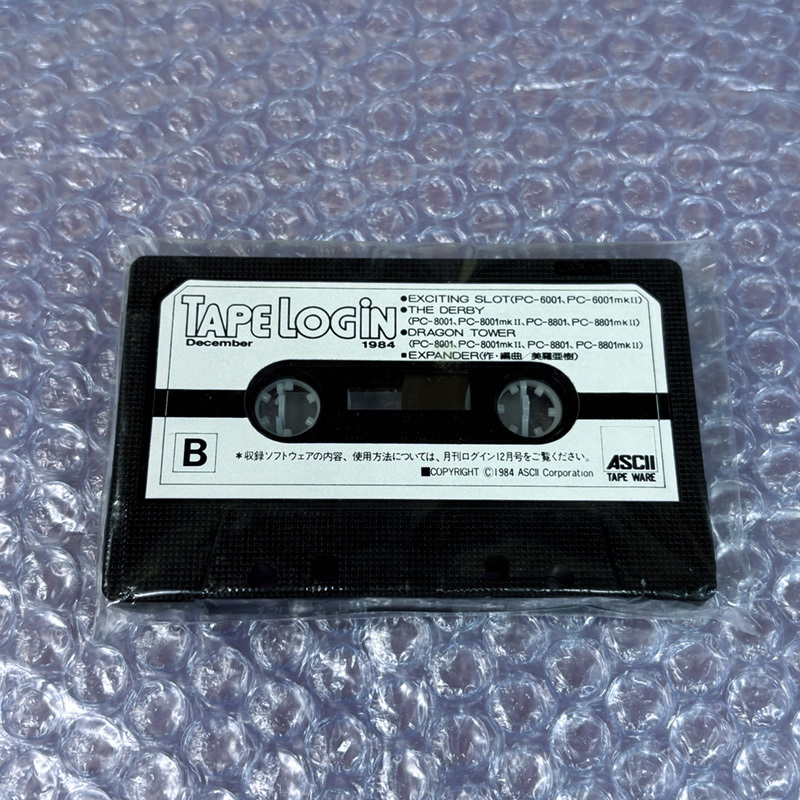 TAPE LOGiN
December 1984
●EXCITING SLOT(PC-6001、PC-6001mkII)
●THE DERBY
(PC-8001、PC-8001mkII、PC-8801、PC-8801mkII)
●DRAGON TOWER
(PC-8001、PC-8001mkII、PC-8801、PC-8801mkII)
■EXPANDER(作・編曲/美羅亜樹)
B
*収録ソフトウェアの内容、使用方法については、月刊ログイン12月号をご覧ください。
■COPYRIGHT ©1984 ASCII Corporation
ASCII
TAPE WARE